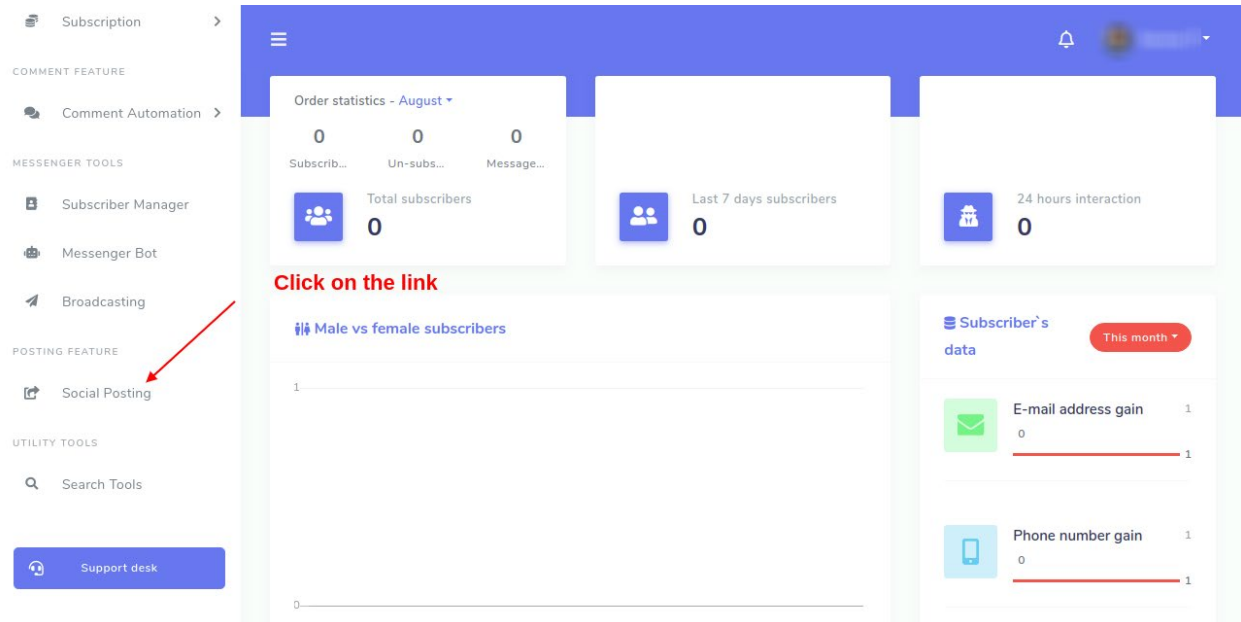 Subscription
COMMENT FEATURE
Comment Automation
MESSENGER TOOLS
Subscriber Manager
Messenger Bot
Broadcasting
POSTING FEATURE
Social Posting
UTILITY TOOLS
Search Tools
Support desk
Order statistics - August
0 0 0
Subscrib... Un-subs... Message...
Total subscribers
0
Last 7 days subscribers
0
24 hours interaction
0
Click on the link
Male vs female subscribers
1
0
Subscriber`s
data
This month
E-mail address gain 1
0
1
Phone number gain 1
0
1